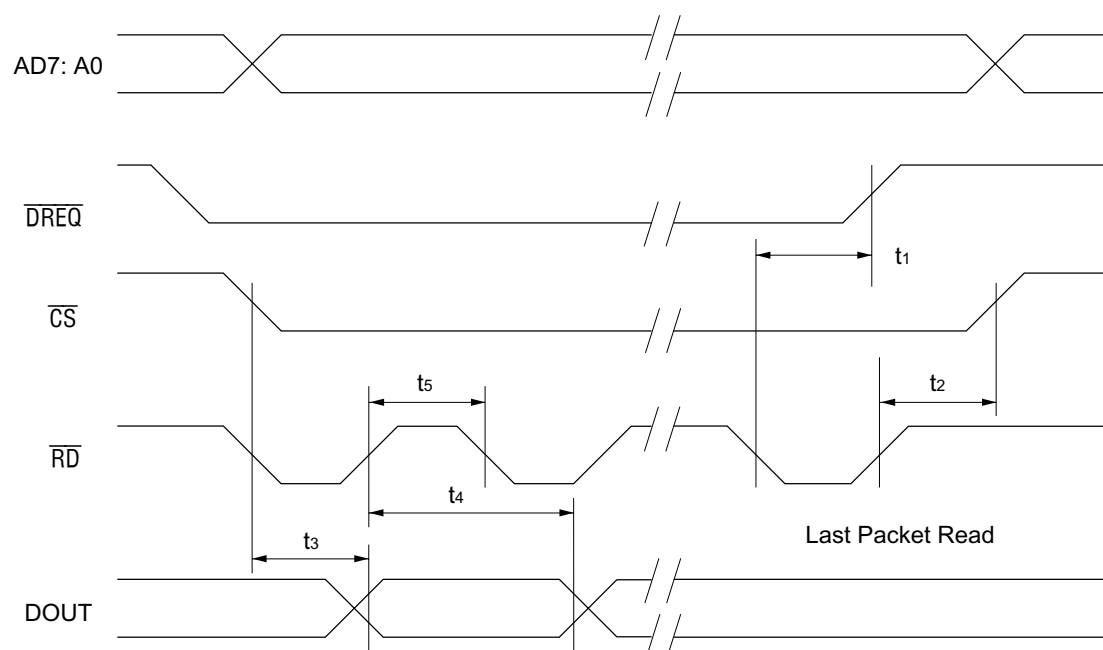 AD7: A0
DREQ
t1
CS
t2
t5
RD
t4
Last Packet Read
t3
DOUT